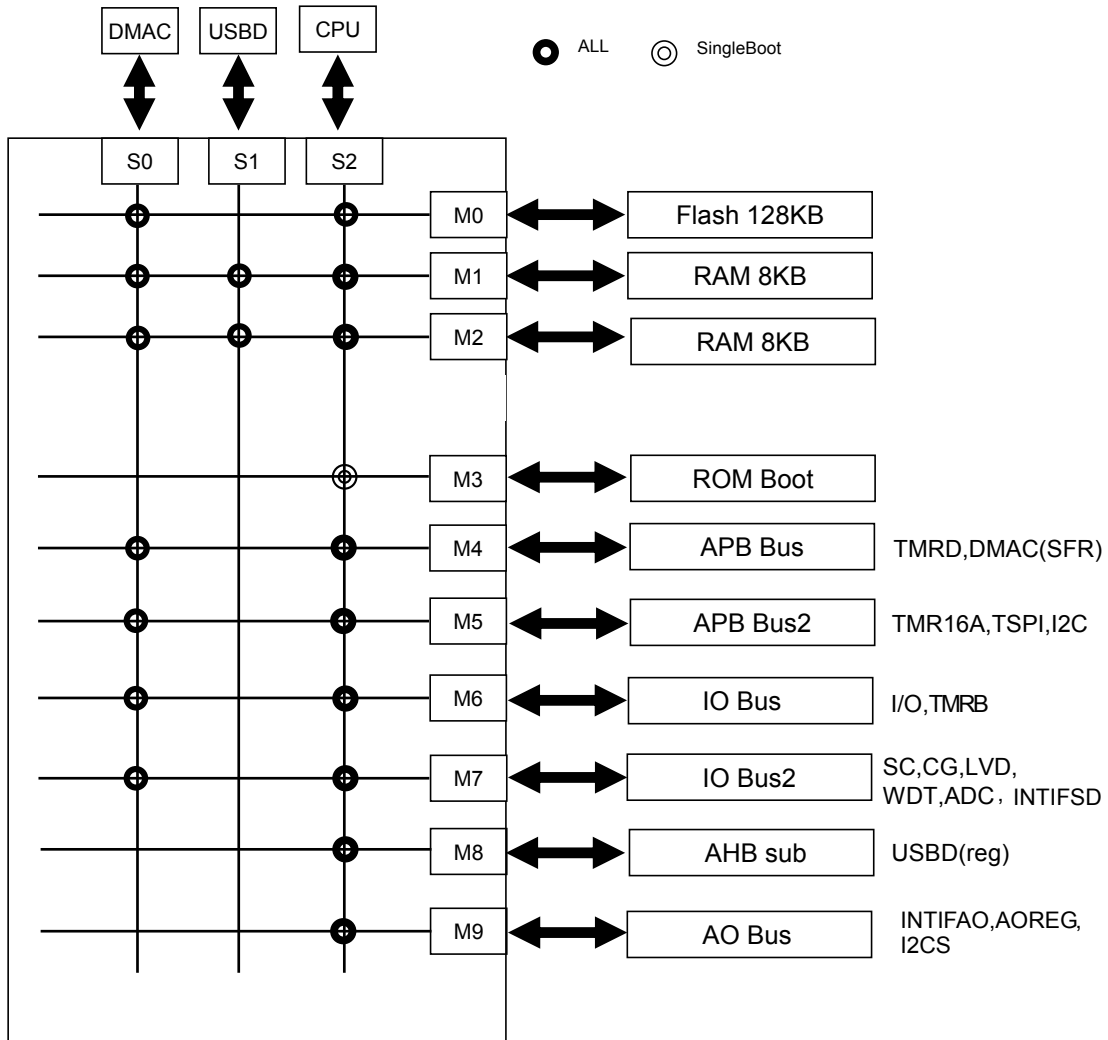 DMAC USBD CPU
ALL SingleBoot
S0 S1 S2
M0 Flash 128KB
M1 RAM 8KB
M2 RAM 8KB
M3 ROM Boot
M4 APB Bus TMRD,DMAC(SFR)
M5 APB Bus2 TMR16A,TSPI,I2C
M6 IO Bus I/O,TMRB
M7 IO Bus2 SC,CG,LVD,
WDT,ADC, INTIFSD
M8 AHB sub USBD(reg)
M9 AO Bus INTIFAO,AOREG,
I2CS